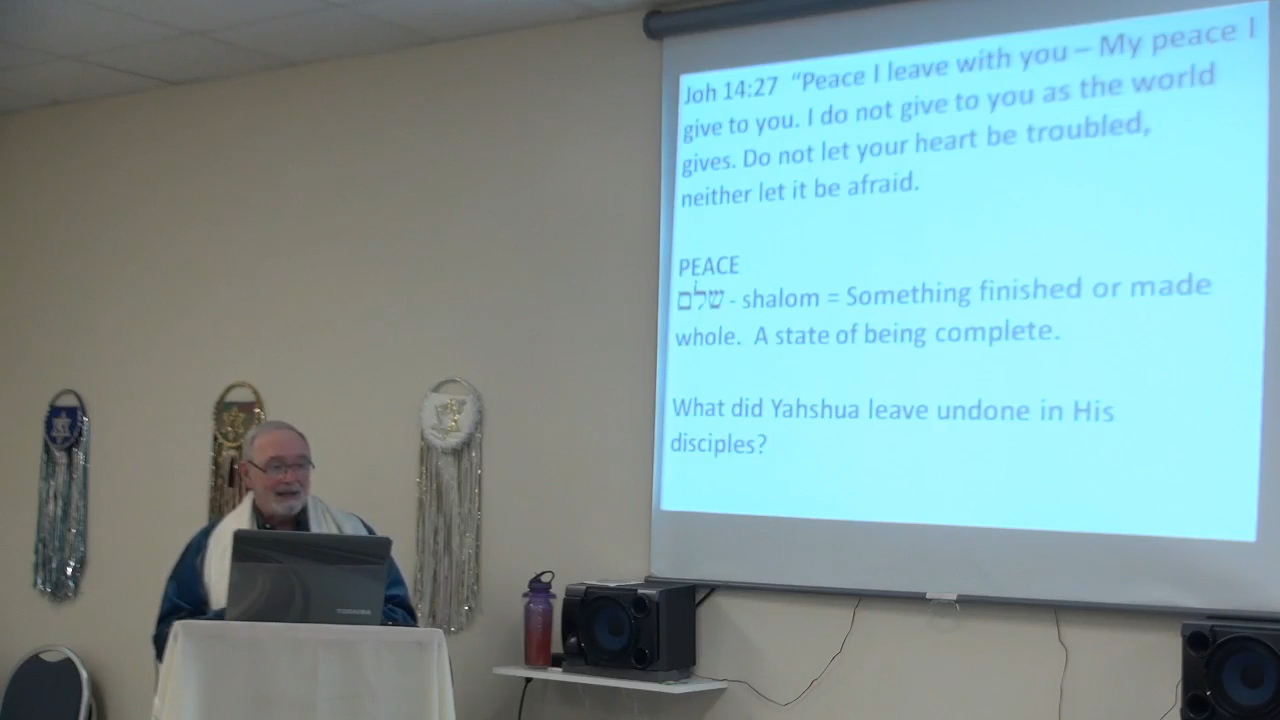 Joh 14:27 “Peace I leave with you – My peace I
give to you. I do not give to you as the world
gives. Do not let your heart be troubled,
neither let it be afraid.
PEACE
שלם - shalom = Something finished or made
whole. A state of being complete.
What did Yahshua leave undone in His
disciples?
TOSHIBA